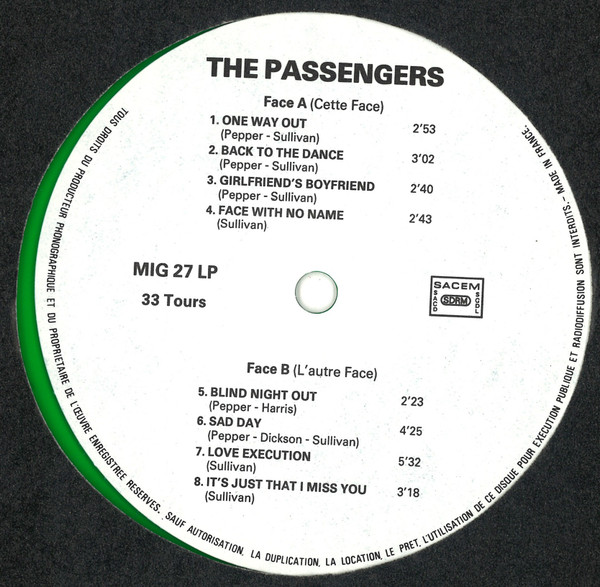 THE PASSENGERS
Face A (Cette Face)
1. ONE WAY OUT 2'53
(Pepper - Sullivan)
2. BACK TO THE DANCE 3'02
(Pepper - Sullivan)
3. GIRLFRIEND'S BOYFRIEND 2'40
(Pepper - Sullivan)
4. FACE WITH NO NAME 2'43
(Sullivan)
MIG 27 LP
33 Tours
SACEM
SACD
SDRM
SGDL
Face B (L'autre Face)
5. BLIND NIGHT OUT 2'23
(Pepper - Harris)
6. SAD DAY 4'25
(Pepper - Dickson - Sullivan)
7. LOVE EXECUTION 5'32
(Sullivan)
8. IT'S JUST THAT I MISS YOU 3'18
(Sullivan)
TOUS DROITS DU PRODUCTEUR PHONOGRAPHIQUE ET DU PROPRIETAIRE DE L'ŒUVRE ENREGISTREE RESERVES. SAUF AUTORISATION, LA DUPLICATION, LA LOCATION, LE PRET, L'UTILISATION DE CE DISQUE POUR EXECUTION PUBLIQUE ET RADIODIFFUSION SONT INTERDITS. - MADE IN FRANCE.